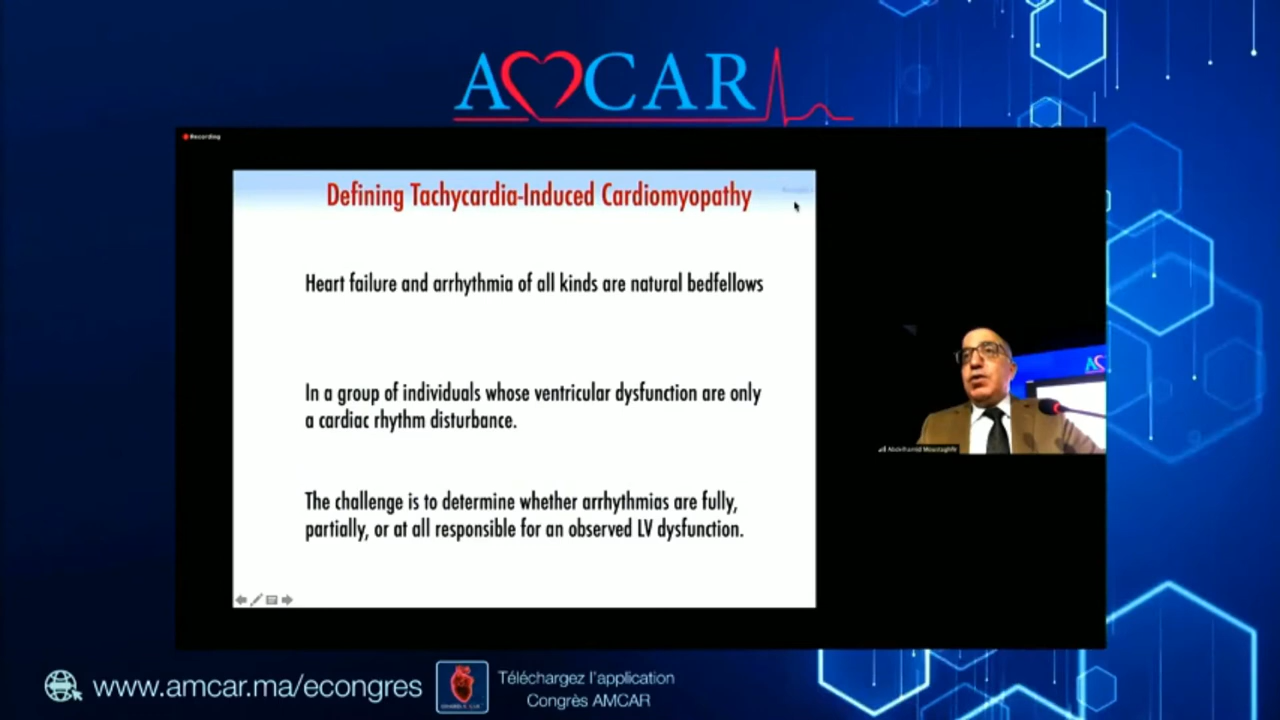 AMCAR
Recording
Defining Tachycardia-Induced Cardiomyopathy
Heart failure and arrhythmia of all kinds are natural bedfellows
In a group of individuals whose ventricular dysfunction are only
a cardiac rhythm disturbance.
The challenge is to determine whether arrhythmias are fully,
partially, or at all responsible for an observed LV dysfunction.
www.amcar.ma/econgres
Téléchargez l'application
Congrès AMCAR